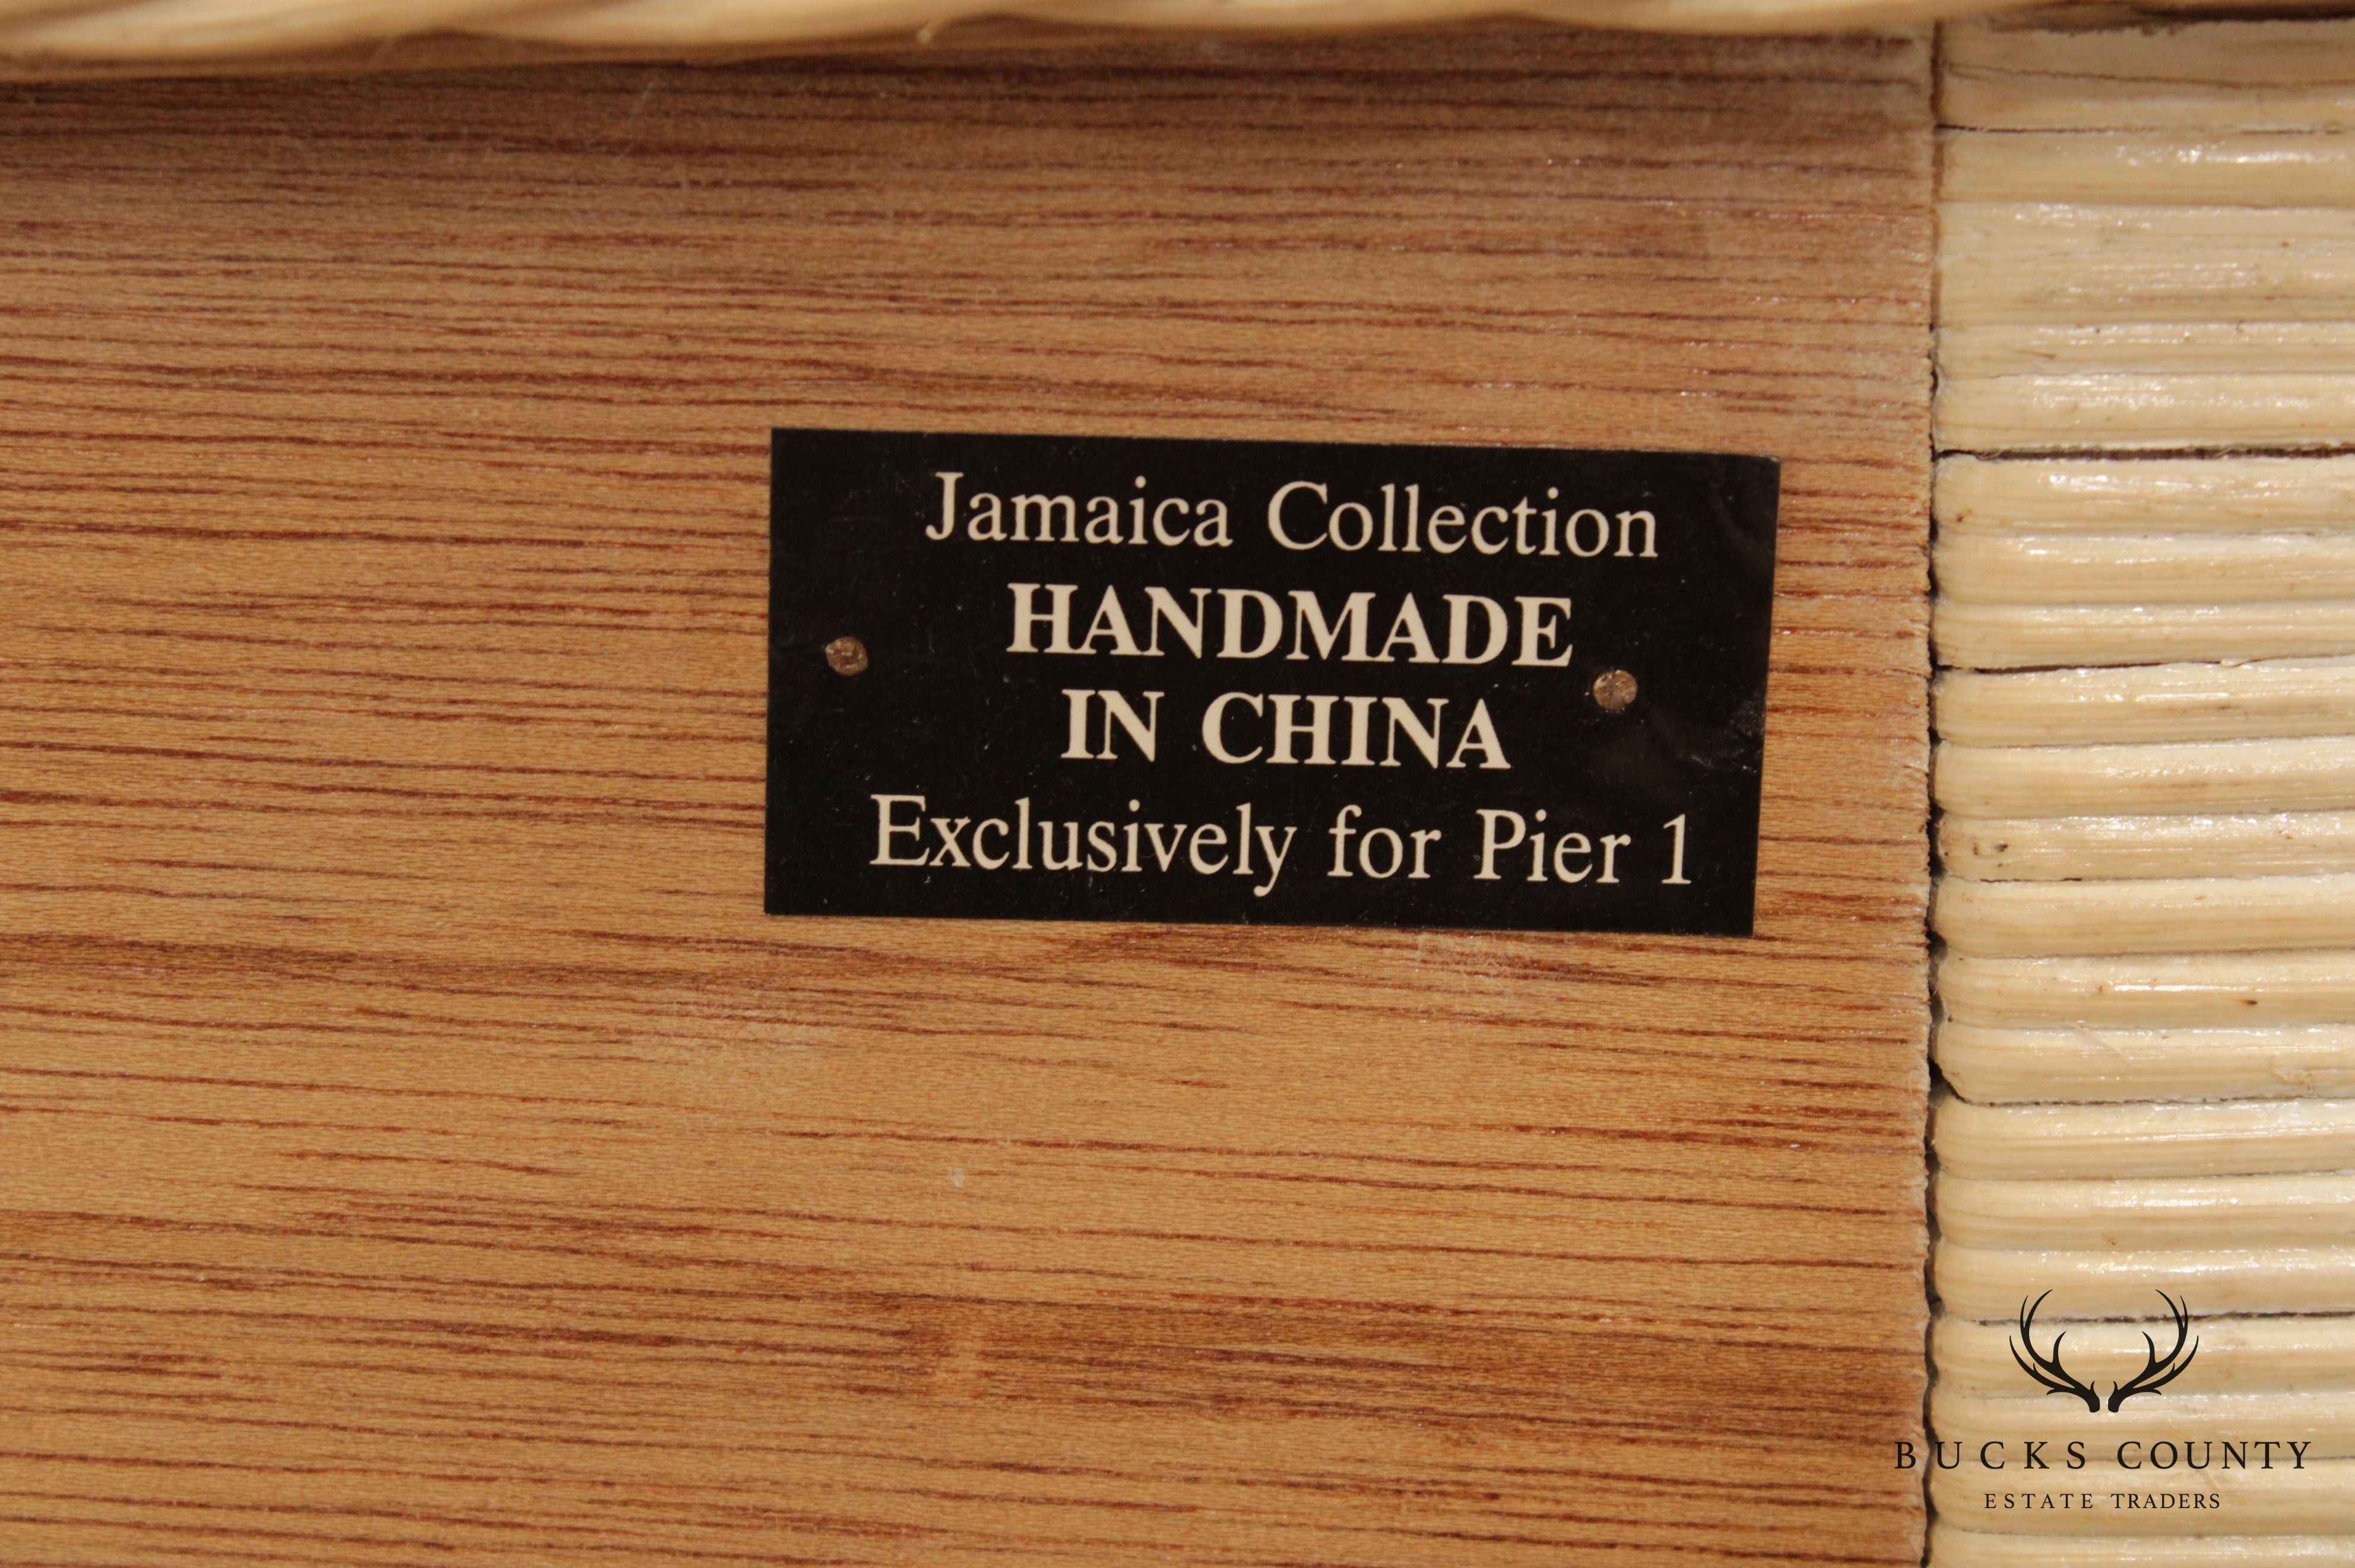 Jamaica Collection
HANDMADE
IN CHINA
Exclusively for Pier 1
BUCKS COUNTY
ESTATE TRADERS